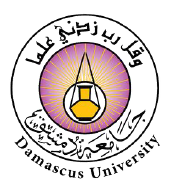 وقل رب زدني علما
جامعة دمشق
Damascus University